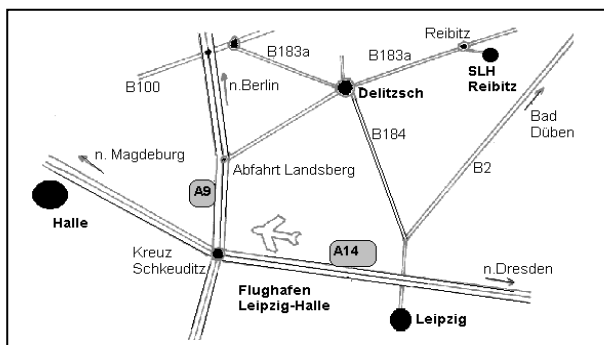 Reibitz
B183a
B183a
SLH
Reibitz
B100
n.Berlin
Delitzsch
Bad
Düben
B184
n. Magdeburg
Abfahrt Landsberg
B2
A9
Halle
Kreuz
Schkeuditz
A14
n.Dresden
Flughafen
Leipzig-Halle
Leipzig